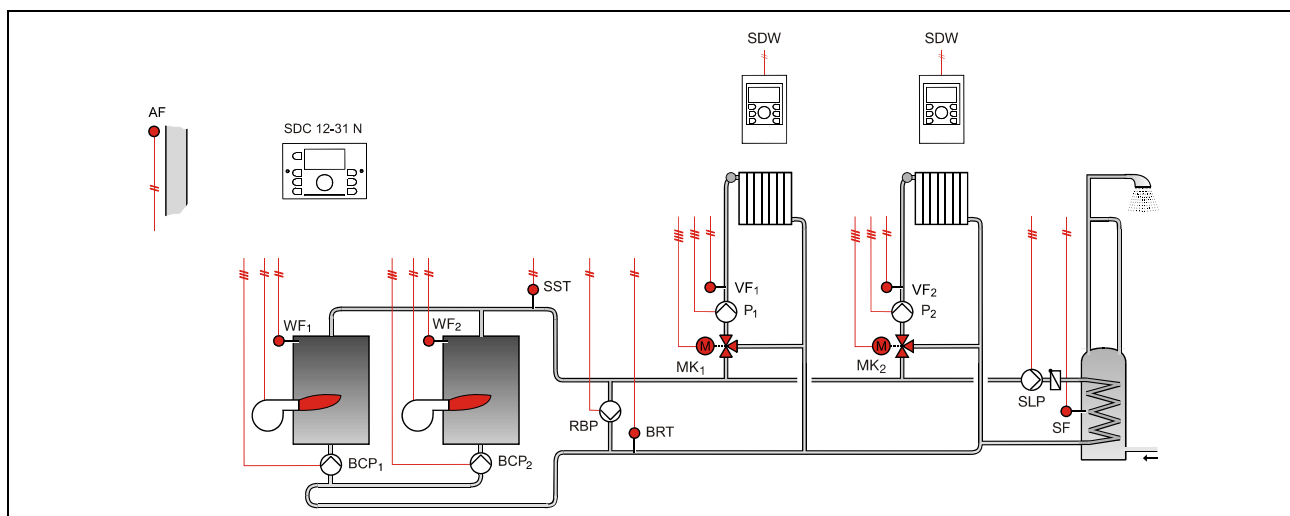 SDW
SDW
AF
SDC 12-31 N
SST
VF1
VF2
WF1
WF2
P1
P2
M
M
MK1
MK2
SLP
RBP
BRT
SF
BCP1
BCP2